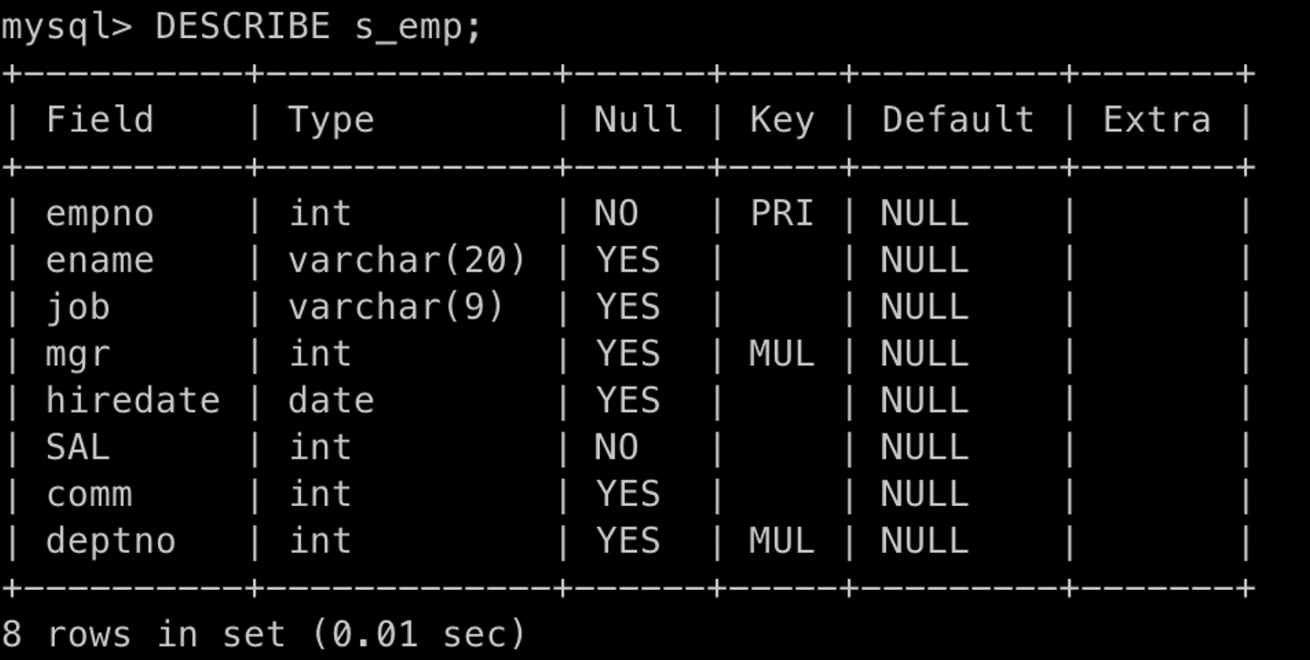 mysql> DESCRIBE s_emp;
+----------+-------------+------+-----+---------+-------+
| Field    | Type        | Null | Key | Default | Extra |
+----------+-------------+------+-----+---------+-------+
| empno    | int         | NO   | PRI | NULL    |       |
| ename    | varchar(20) | YES  |     | NULL    |       |
| job      | varchar(9)  | YES  |     | NULL    |       |
| mgr      | int         | YES  | MUL | NULL    |       |
| hiredate | date        | YES  |     | NULL    |       |
| SAL      | int         | NO   |     | NULL    |       |
| comm     | int         | YES  |     | NULL    |       |
| deptno   | int         | YES  | MUL | NULL    |       |
+----------+-------------+------+-----+---------+-------+
8 rows in set (0.01 sec)